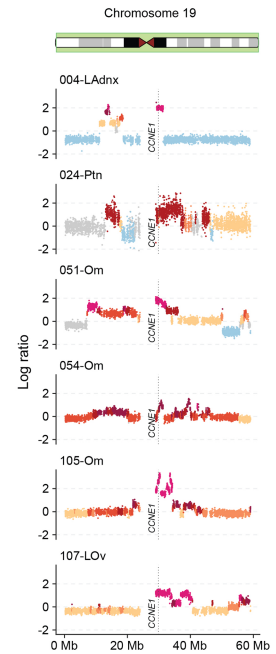 Chromosome 19
004-LAdnx
2
0
-2
CCNE1
024-Ptn
2
0
-2
CCNE1
051-Om
2
0
-2
CCNE1
Log ratio
054-Om
2
0
-2
CCNE1
105-Om
2
0
-2
CCNE1
107-LOv
2
0
-2
CCNE1
0 Mb 20 Mb 40 Mb 60 Mb